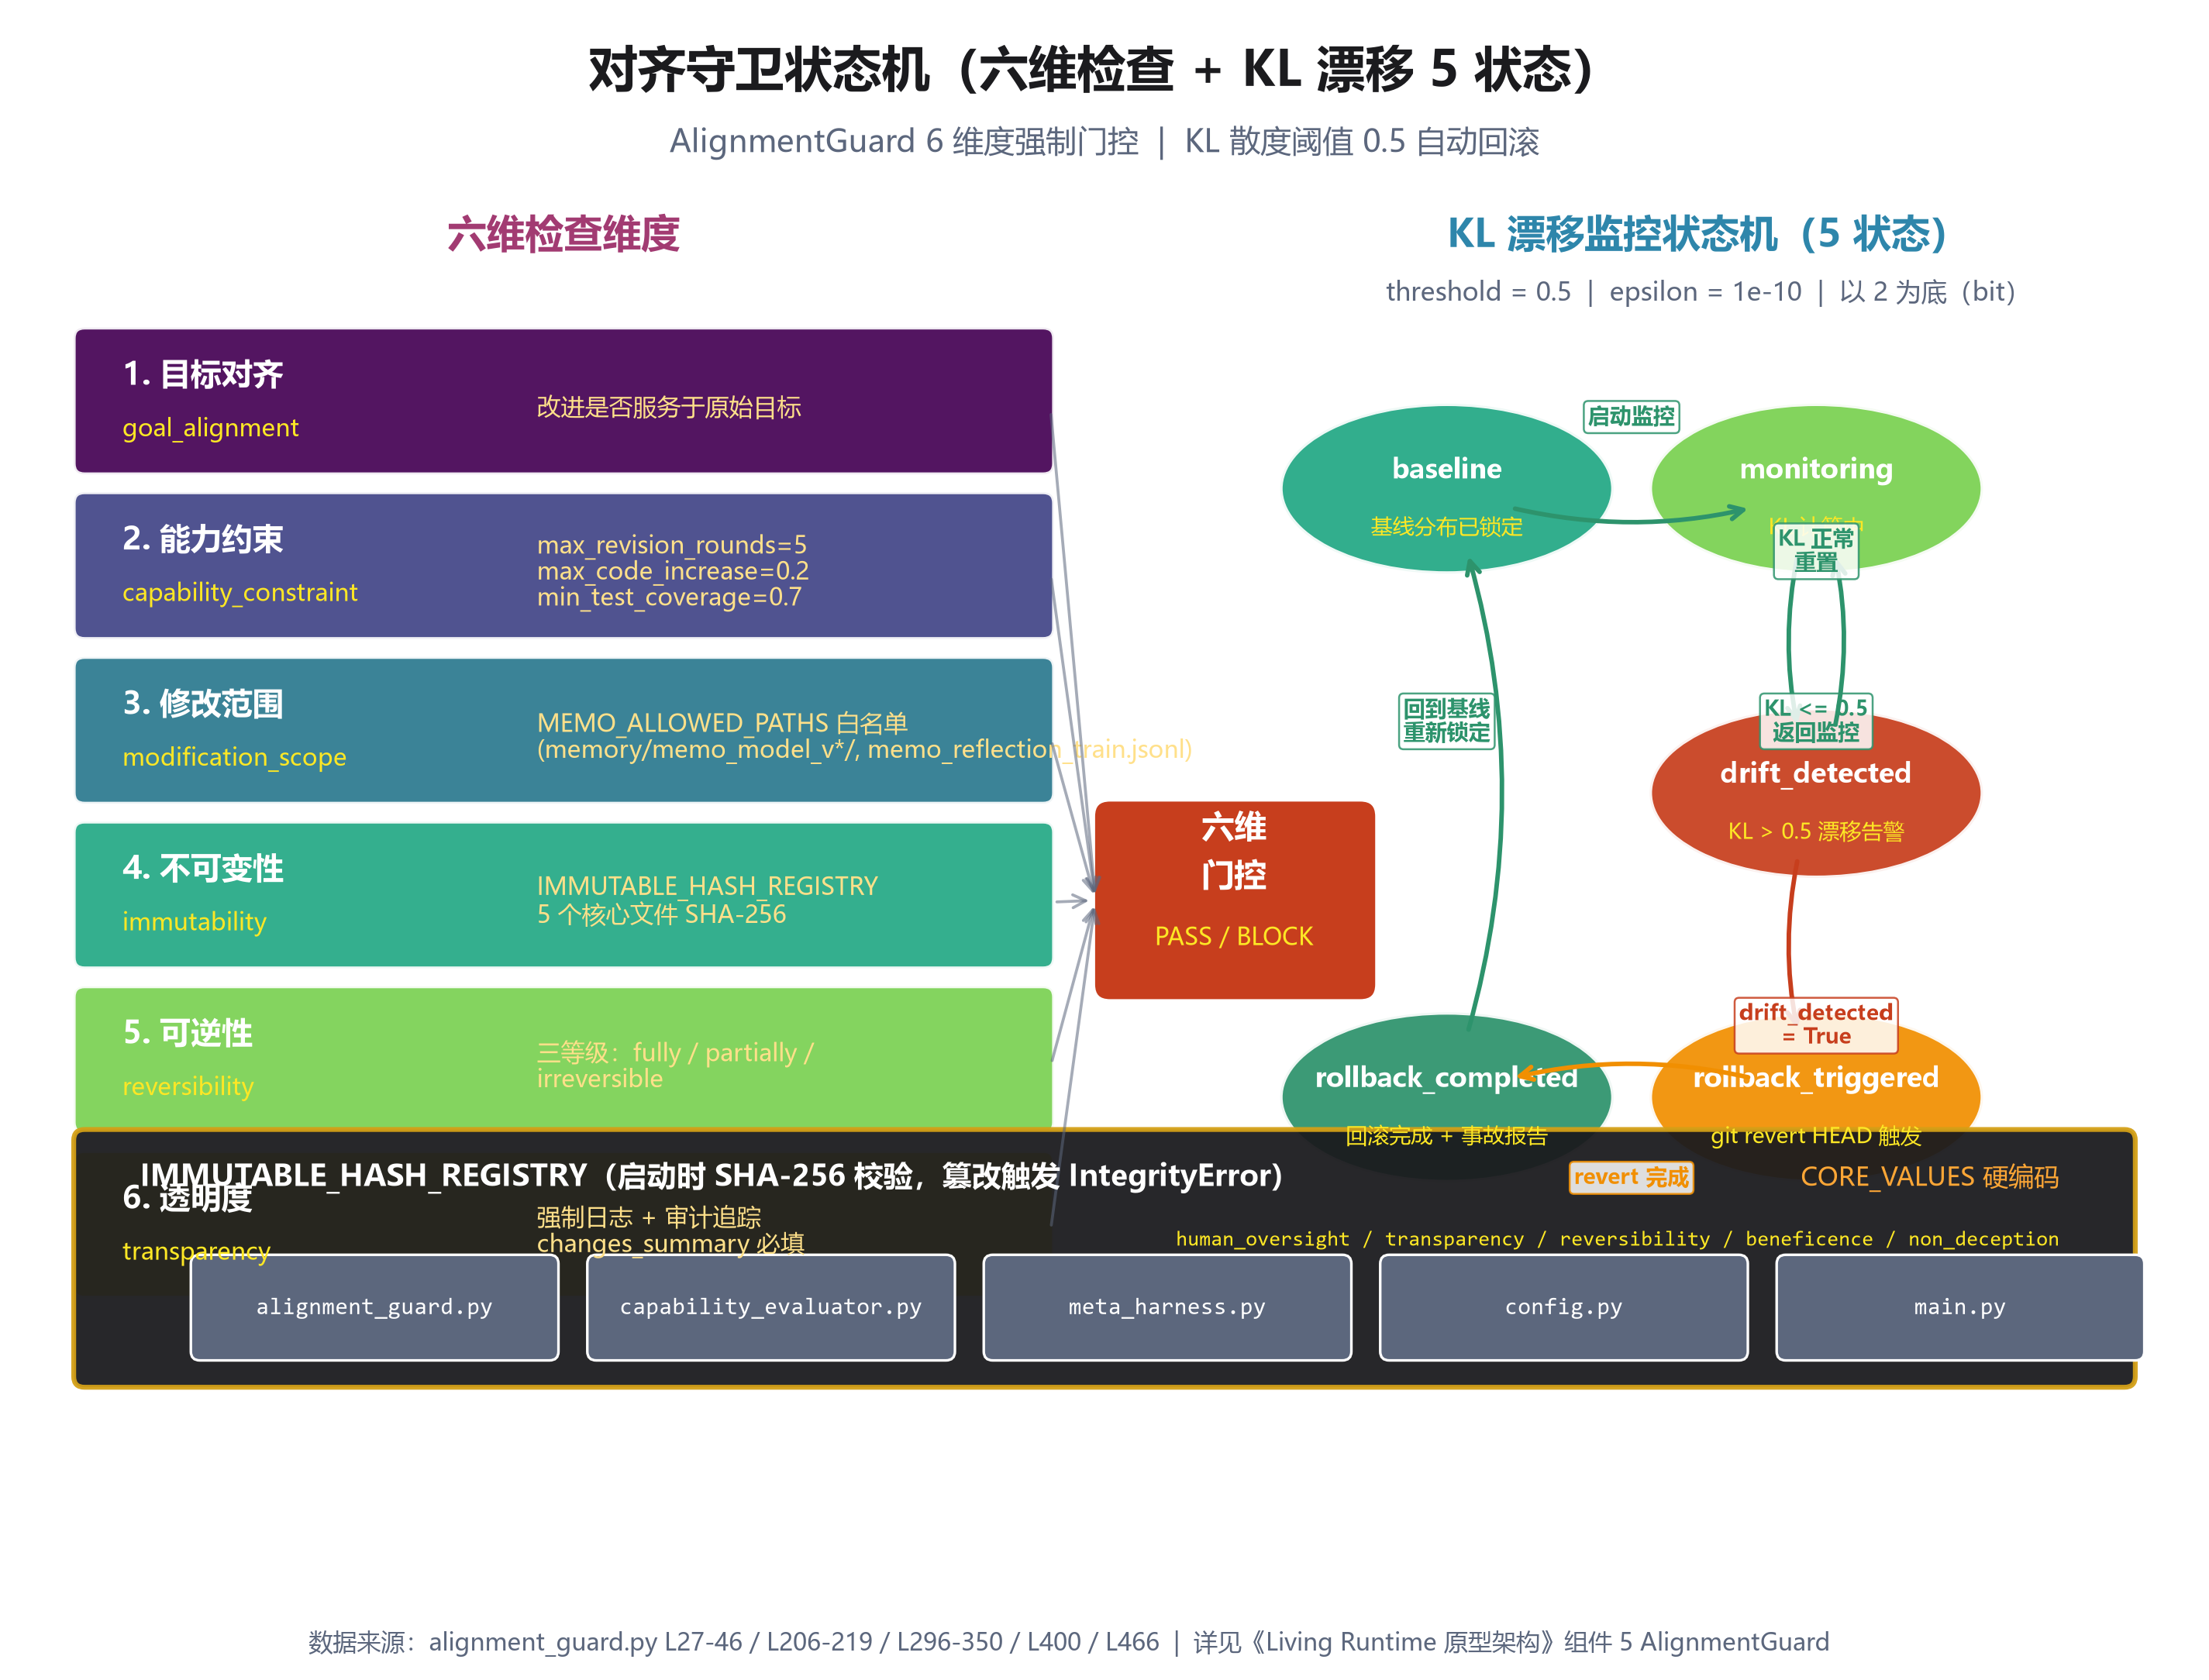 对齐守卫状态机（六维检查 + KL 漂移 5 状态）
AlignmentGuard 6 维度强制门控 | KL 散度阈值 0.5 自动回滚
六维检查维度
1. 目标对齐
goal_alignment
改进是否服务于原始目标
2. 能力约束
capability_constraint
max_revision_rounds=5
max_code_increase=0.2
min_test_coverage=0.7
3. 修改范围
modification_scope
MEMO_ALLOWED_PATHS 白名单
(memory/memo_model_v*/, memo_reflection_train.jsonl)
4. 不可变性
immutability
IMMUTABLE_HASH_REGISTRY
5 个核心文件 SHA-256
5. 可逆性
reversibility
三等级：fully / partially /
irreversible
6. 透明度
transparency
强制日志 + 审计追踪
changes_summary 必填
六维
门控
PASS / BLOCK
KL 漂移监控状态机（5 状态）
threshold = 0.5 | epsilon = 1e-10 | 以 2 为底（bit）
baseline
基线分布已锁定
启动监控
monitoring
KL 正常
重置
KL <= 0.5
返回监控
drift_detected
KL > 0.5 漂移告警
回到基线
重新锁定
drift_detected
= True
rollback_completed
回滚完成 + 事故报告
rollback_triggered
git revert HEAD 触发
revert 完成
IMMUTABLE_HASH_REGISTRY（启动时 SHA-256 校验，篡改触发 IntegrityError）
CORE_VALUES 硬编码
human_oversight / transparency / reversibility / beneficence / non_deception
alignment_guard.py
capability_evaluator.py
meta_harness.py
config.py
main.py
数据来源：alignment_guard.py L27-46 / L206-219 / L296-350 / L400 / L466 | 详见《Living Runtime 原型架构》组件 5 AlignmentGuard